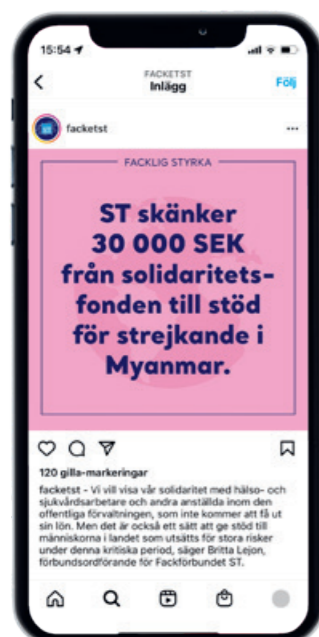 15:54
FACKETST
Inlägg
Följ
facketst
FACKLIG STYRKA
ST skänker
30 000 SEK
från solidaritets-
fonden till stöd
för strejkande i
Myanmar.
120 gilla-markeringar
facketst - Vi vill visa vår solidaritet med hälso- och
sjukvårdsarbetare och andra anställda inom den
offentliga förvaltningen, som inte kommer att få ut
sin lön. Men det är också ett sätt att ge stöd till
människorna i landet som utsätts för stora risker
under denna kritiska period, säger Britta Lejon,
förbundsordförande för Fackförbundet ST.